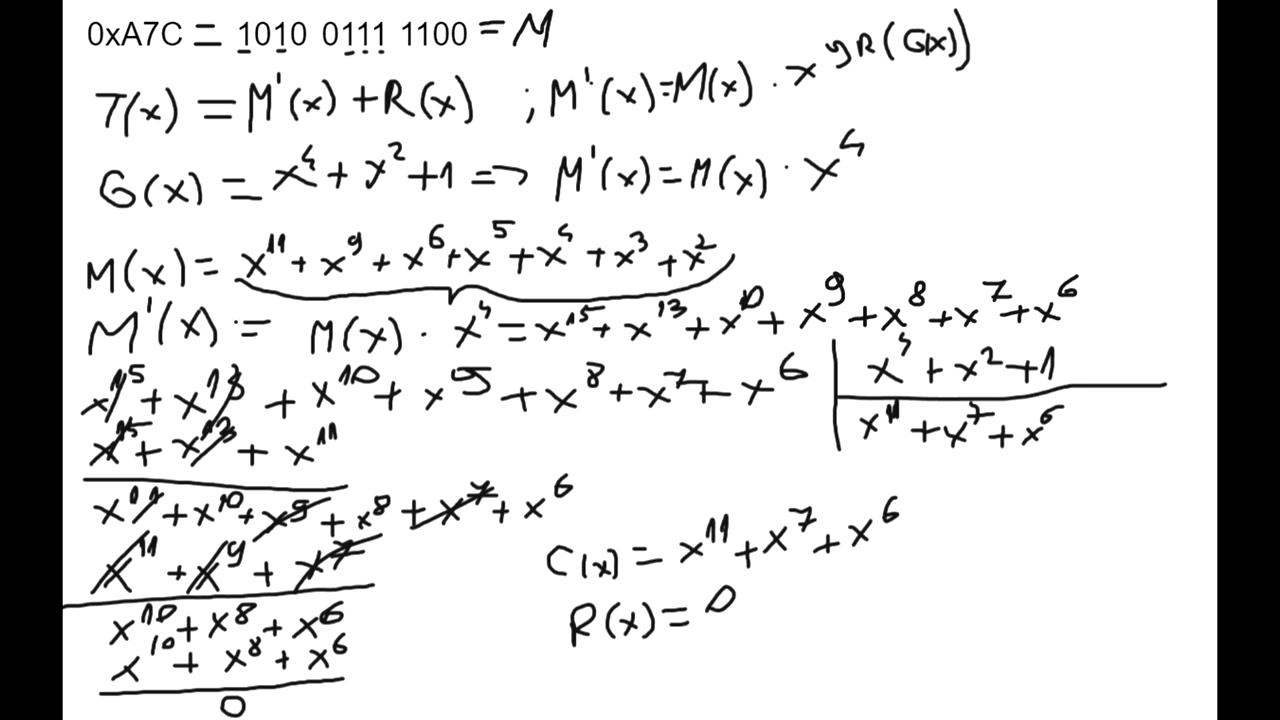 0xA7C = 1010 0111 1100 = M
T(x) = M'(x) + R(x) ; M'(x) = M(x) · x^gR(G(x))
G(x) = x^4 + x^2 + 1 => M'(x) = M(x) · x^4
M(x) = x^11 + x^9 + x^6 + x^5 + x^4 + x^3 + x^2
M'(x) = M(x) · x^4 = x^15 + x^13 + x^10 + x^9 + x^8 + x^7 + x^6
x^15 + x^13 + x^10 + x^9 + x^8 + x^7 + x^6 | x^4 + x^2 + 1
x^15 + x^13 + x^11 | x^11 + x^7 + x^6
x^11 + x^10 + x^9 + x^8 + x^7 + x^6
x^11 + x^9 + x^7
C(x) = x^11 + x^7 + x^6
x^10 + x^8 + x^6
R(x) = 0
x^10 + x^8 + x^6
0